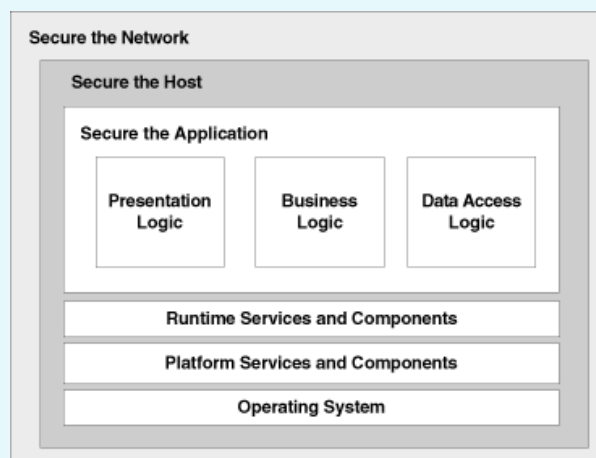 Secure the Network
Secure the Host
Secure the Application
Presentation
Logic
Business
Logic
Data Access
Logic
Runtime Services and Components
Platform Services and Components
Operating System